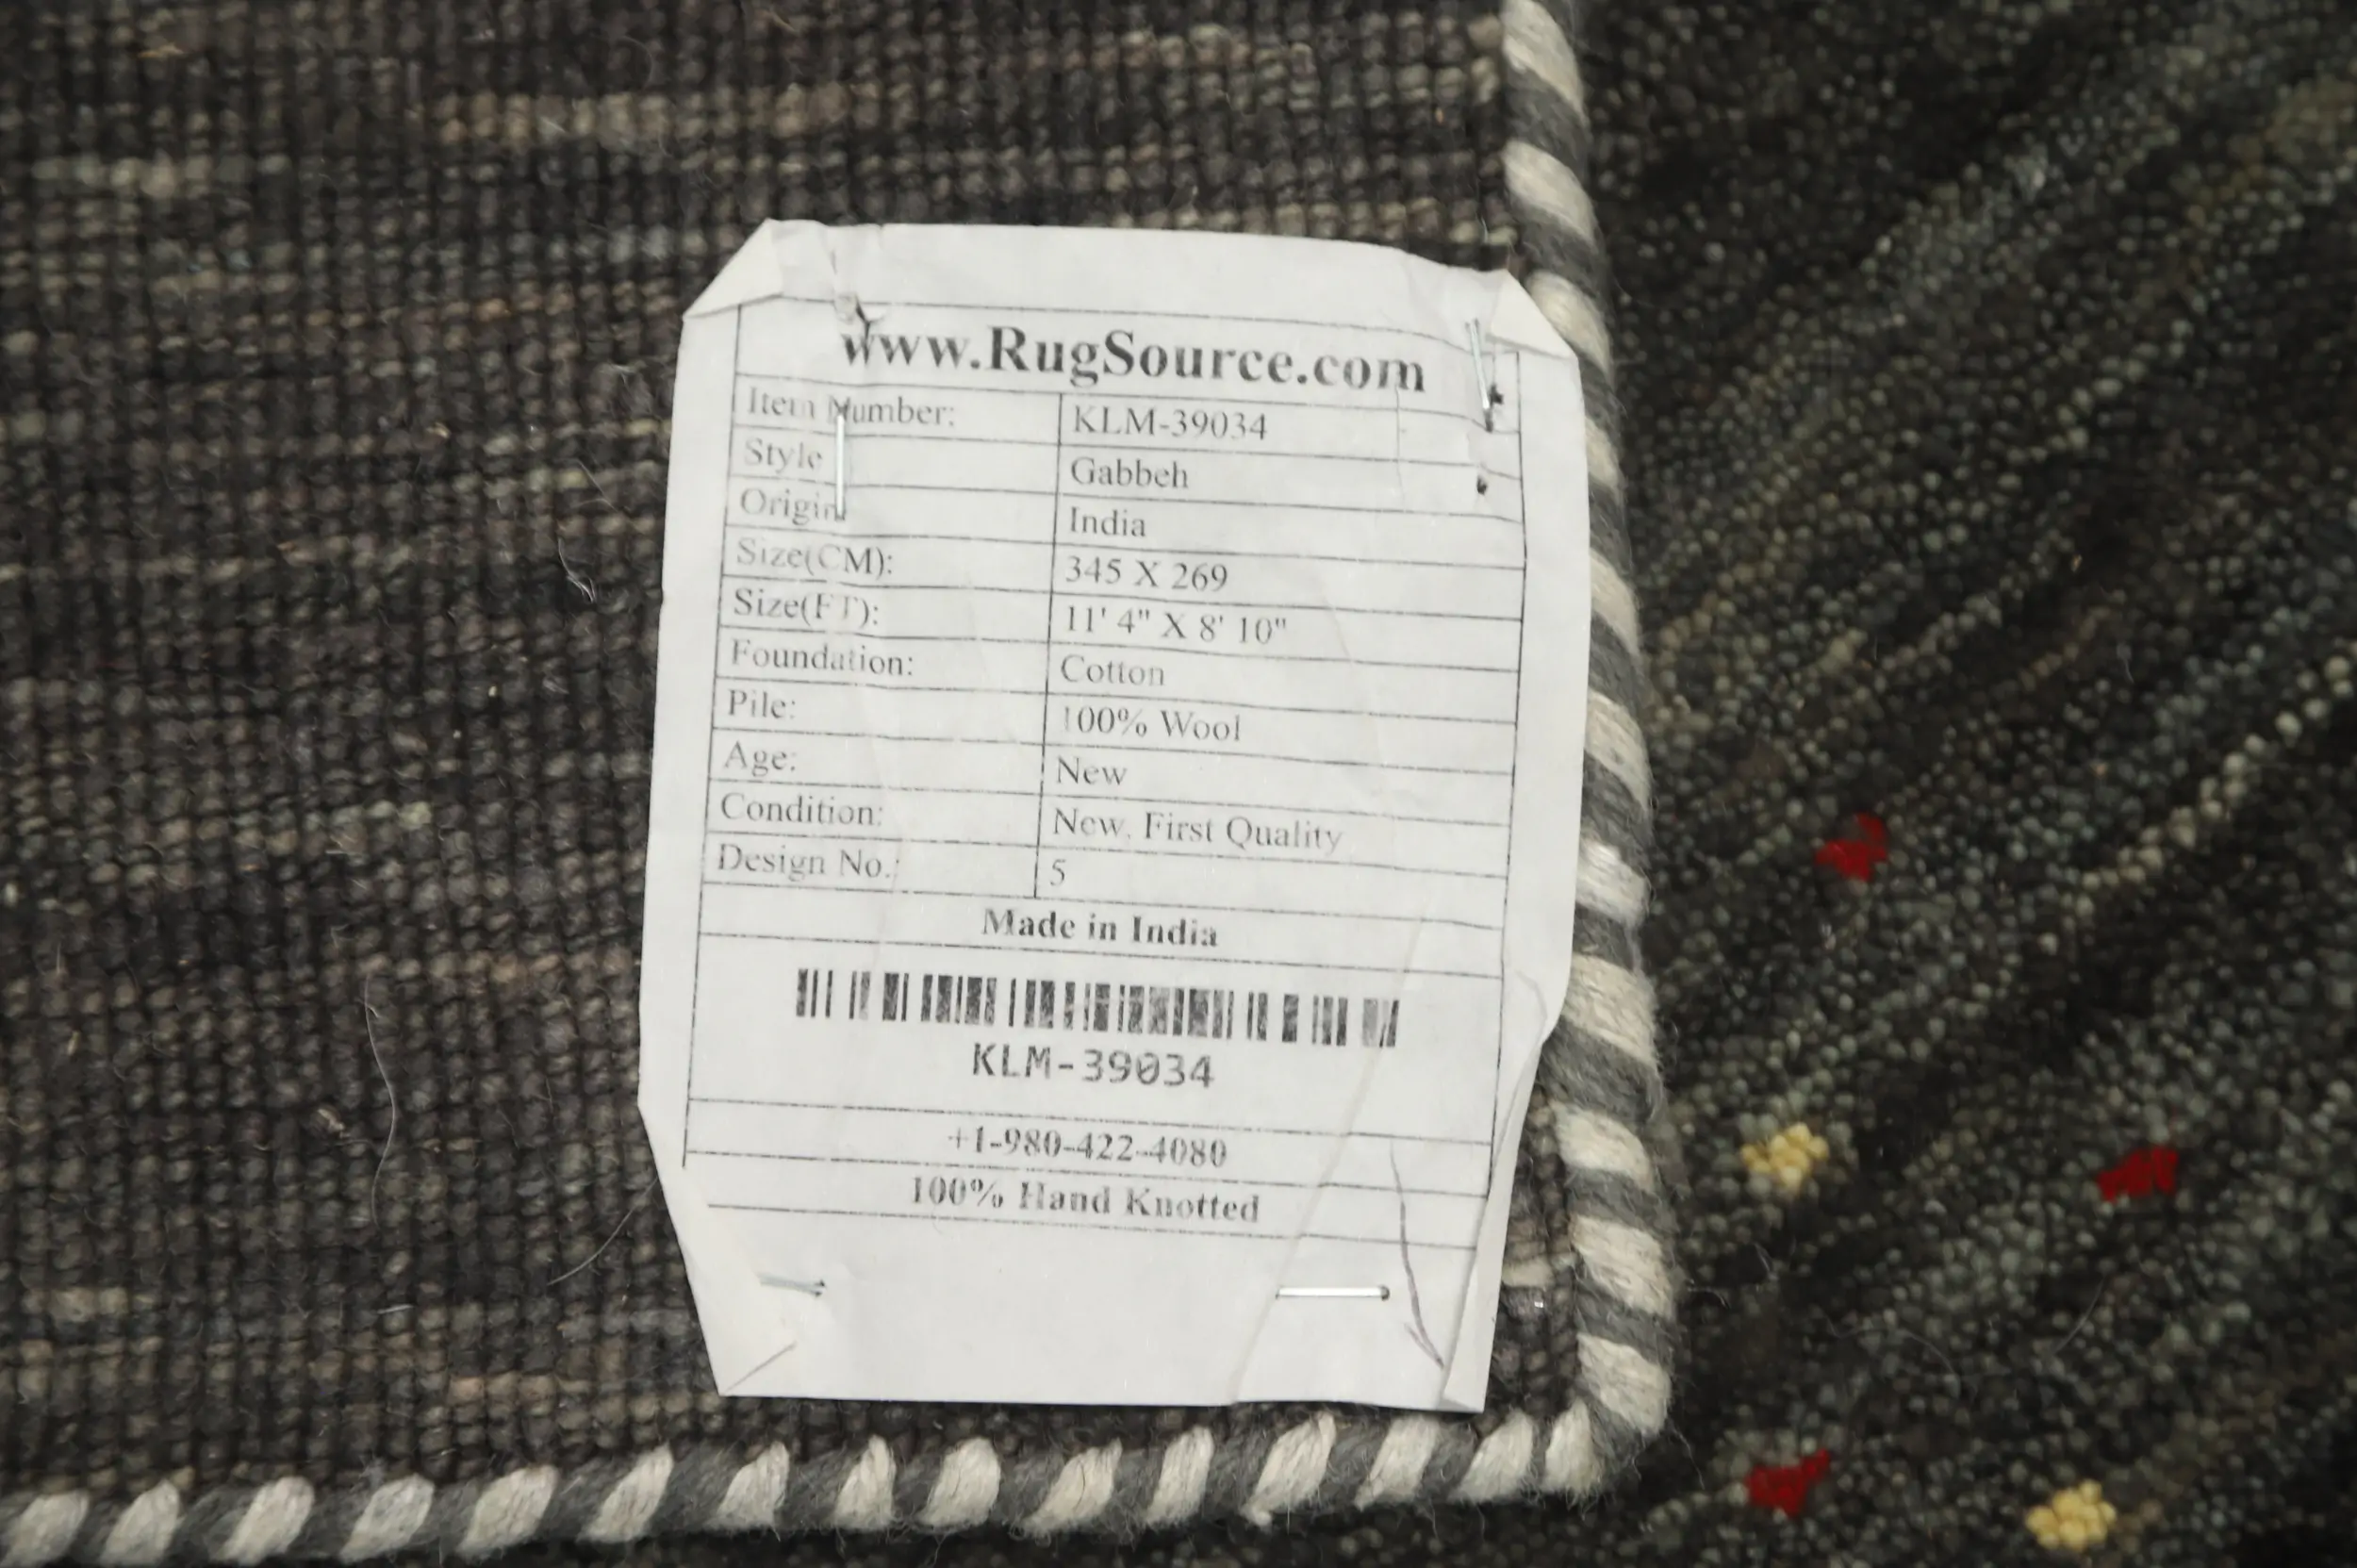 www.RugSource.com
Item Number: KLM-39034
Style Gabbeh
Origin India
Size(CM): 345 X 269
Size(FT): 11' 4" X 8' 10"
Foundation: Cotton
Pile: 100% Wool
Age: New
Condition: New, First Quality
Design No.: 5
Made in India
KLM-39034
+1-980-422-4080
100% Hand Knotted